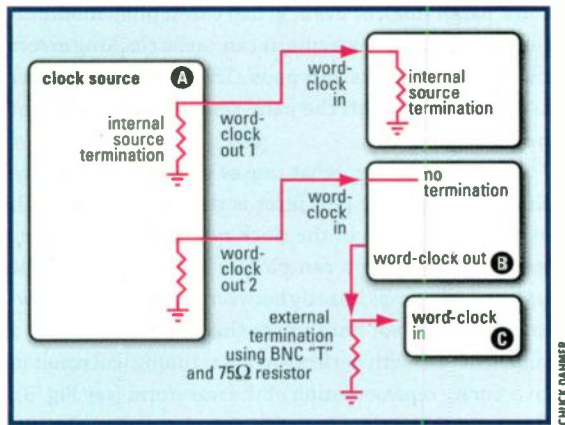 clock source A
internal
source
termination
word-
clock
out 1
word-
clock
out 2
word-
clock
in
internal
source
termination
word-
clock
in
no
termination
word-clock out B
external
termination
using BNC "T"
and 75Ω resistor
word-clock
in C
CHUCK DAHMER